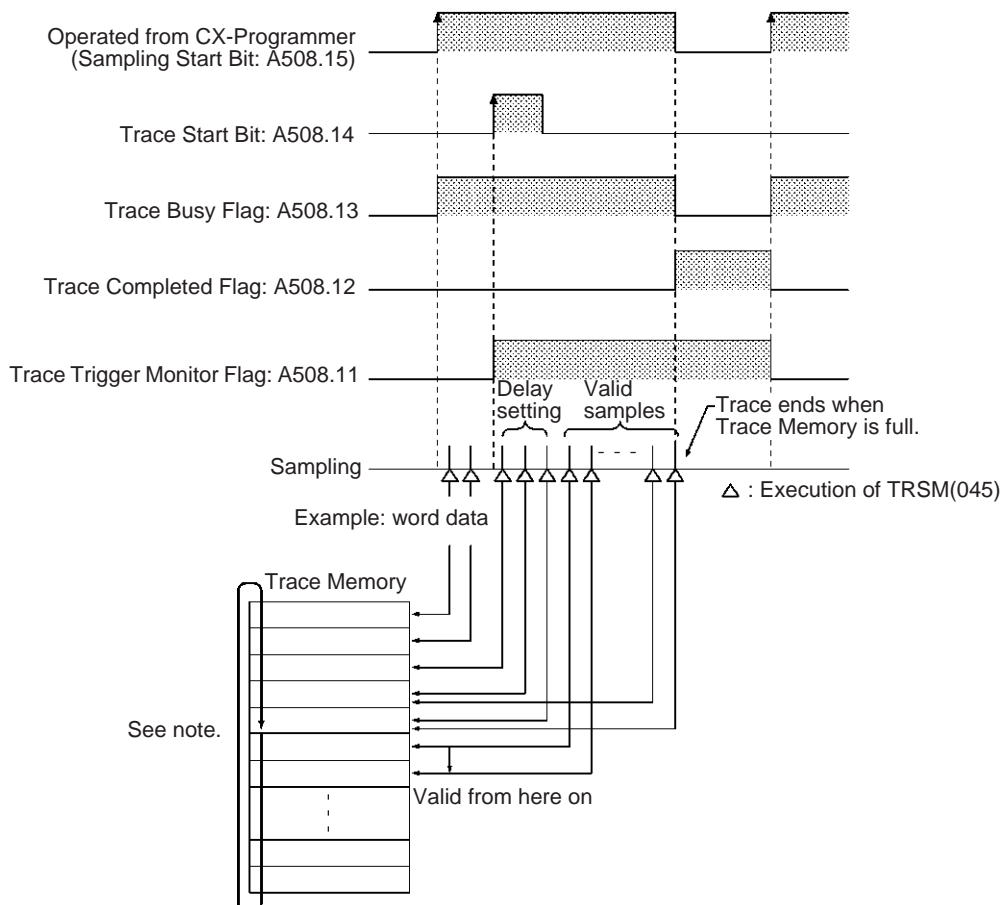 Operated from CX-Programmer
(Sampling Start Bit: A508.15)
Trace Start Bit: A508.14
Trace Busy Flag: A508.13
Trace Completed Flag: A508.12
Trace Trigger Monitor Flag: A508.11
Delay
setting
Valid
samples
Trace ends when
Trace Memory is full.
Sampling
△ : Execution of TRSM(045)
Example: word data
Trace Memory
See note.
Valid from here on